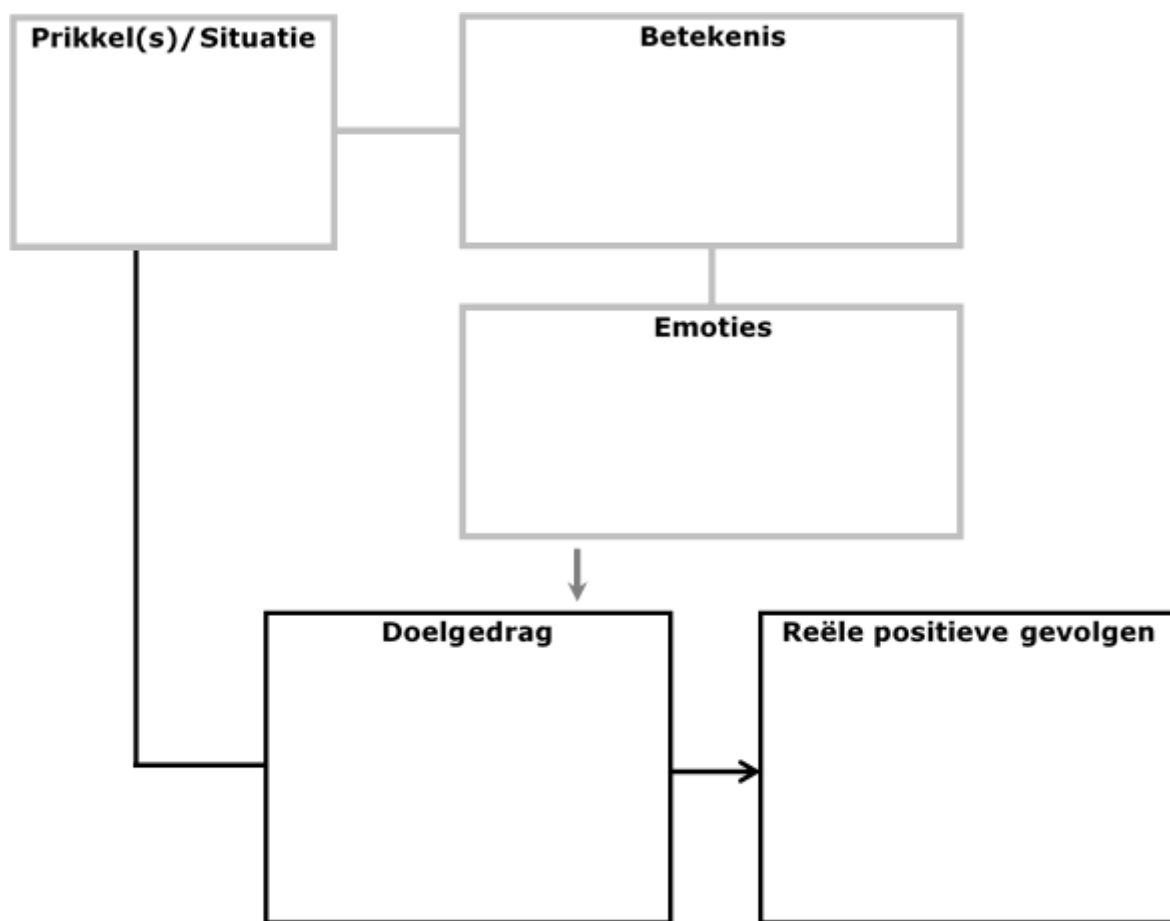 Prikkel(s)/Situatie
Betekenis
Emoties
Doelgedrag
Reële positieve gevolgen